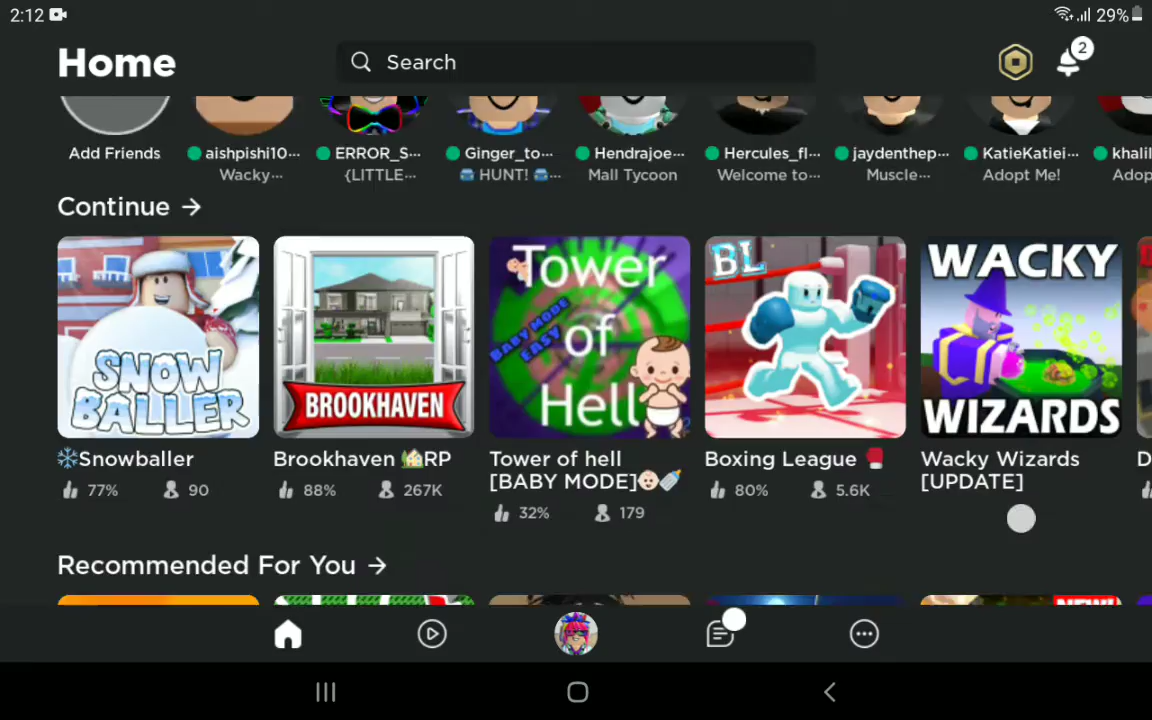 2:12
29%
Home
Search
2
Add Friends
aishpishi10...
ERROR_S...
Ginger_to...
Hendrajoe...
Hercules_fl...
jaydenthep...
KatieKatiei...
khalil
Wacky...
{LITTLE...
🚘 HUNT! 🚘...
Mall Tycoon
Welcome to...
Muscle...
Adopt Me!
Adop
Continue →
SNOW
BALLER
BROOKHAVEN
Tower
of
Hell
BABY MODE
EASY
BL
WACKY
WIZARDS
❄️Snowballer
77% 90
Brookhaven 🏡RP
88% 267K
Tower of hell
[BABY MODE]👶🍼
32% 179
Boxing League 🥊
80% 5.6K
Wacky Wizards
[UPDATE]
D
Recommended For You →
NEW!